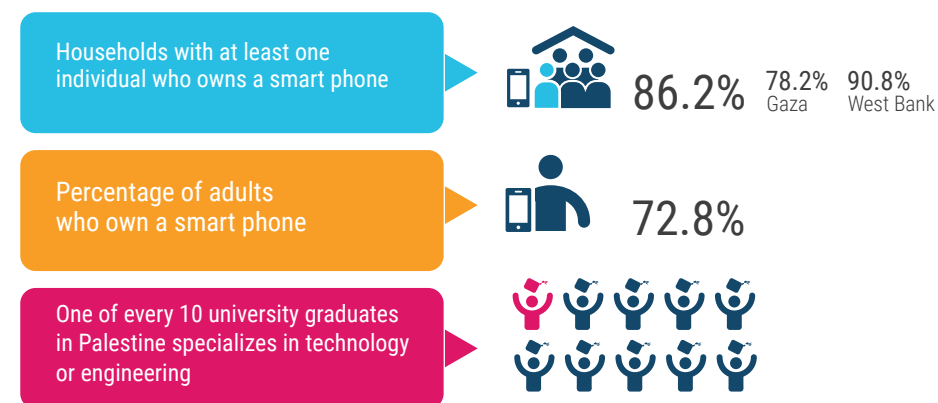 Households with at least one
individual who owns a smart phone
86.2%
78.2%
Gaza
90.8%
West Bank
Percentage of adults
who own a smart phone
72.8%
One of every 10 university graduates
in Palestine specializes in technology
or engineering